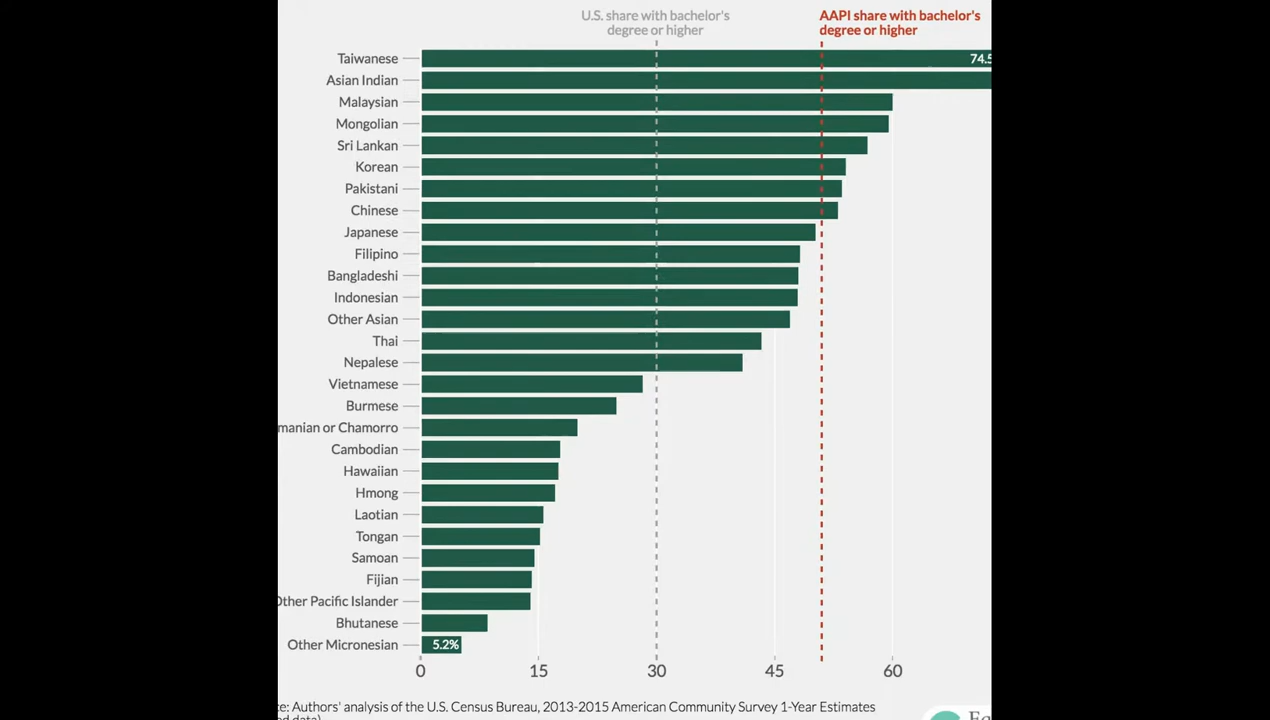 U.S. share with bachelor's
degree or higher
AAPI share with bachelor's
degree or higher
Taiwanese
74.5
Asian Indian
Malaysian
Mongolian
Sri Lankan
Korean
Pakistani
Chinese
Japanese
Filipino
Bangladeshi
Indonesian
Other Asian
Thai
Nepalese
Vietnamese
Burmese
manian or Chamorro
Cambodian
Hawaiian
Hmong
Laotian
Tongan
Samoan
Fijian
Other Pacific Islander
Bhutanese
Other Micronesian
5.2%
0 15 30 45 60
Authors' analysis of the U.S. Census Bureau, 2013-2015 American Community Survey 1-Year Estimates